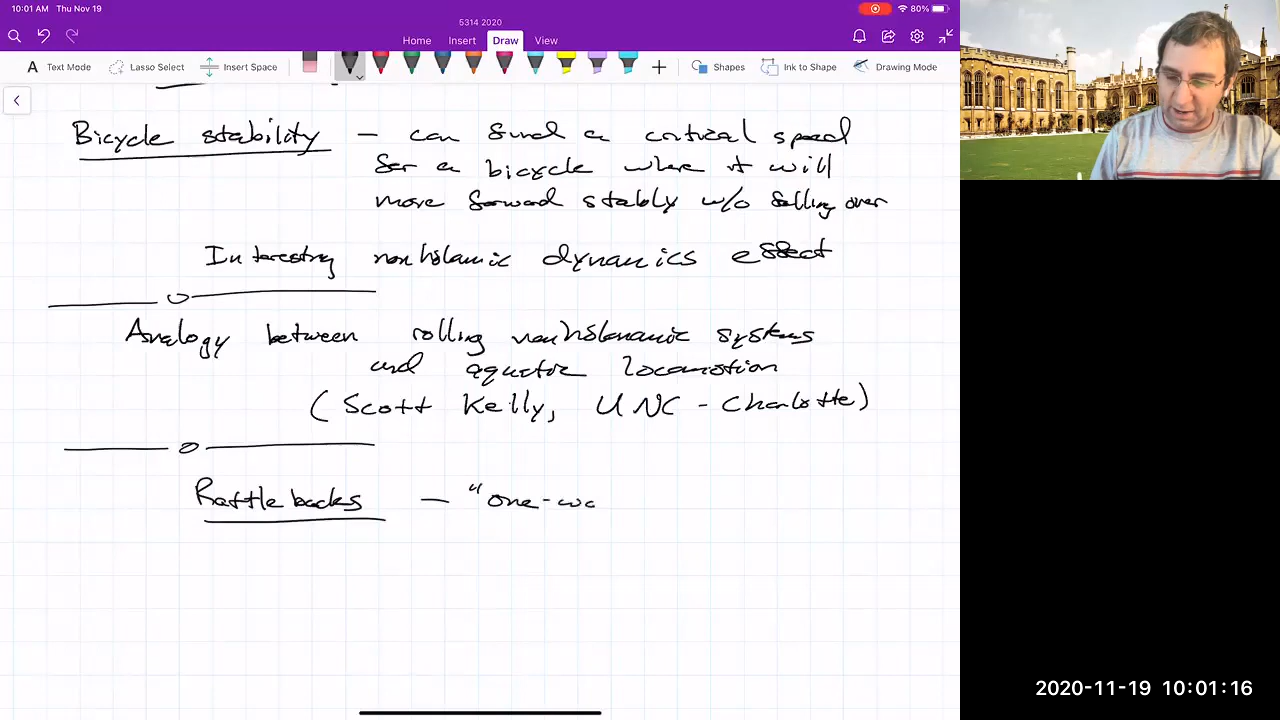 10:01 AM Thu Nov 19
80%
5314 2020
Home Insert Draw View
Text Mode Lasso Select Insert Space Shapes Ink to Shape Drawing Mode
Bicycle stability - can find a critical speed
for a bicycle where it will
move forward stably w/o falling over
Interesting nonholonomic dynamics effect
Analogy between rolling nonholonomic systems
and aquatic locomotion
(Scott Kelly, UNC - Charlotte)
Rattlebacks - "one-wa
2020-11-19 10:01:16